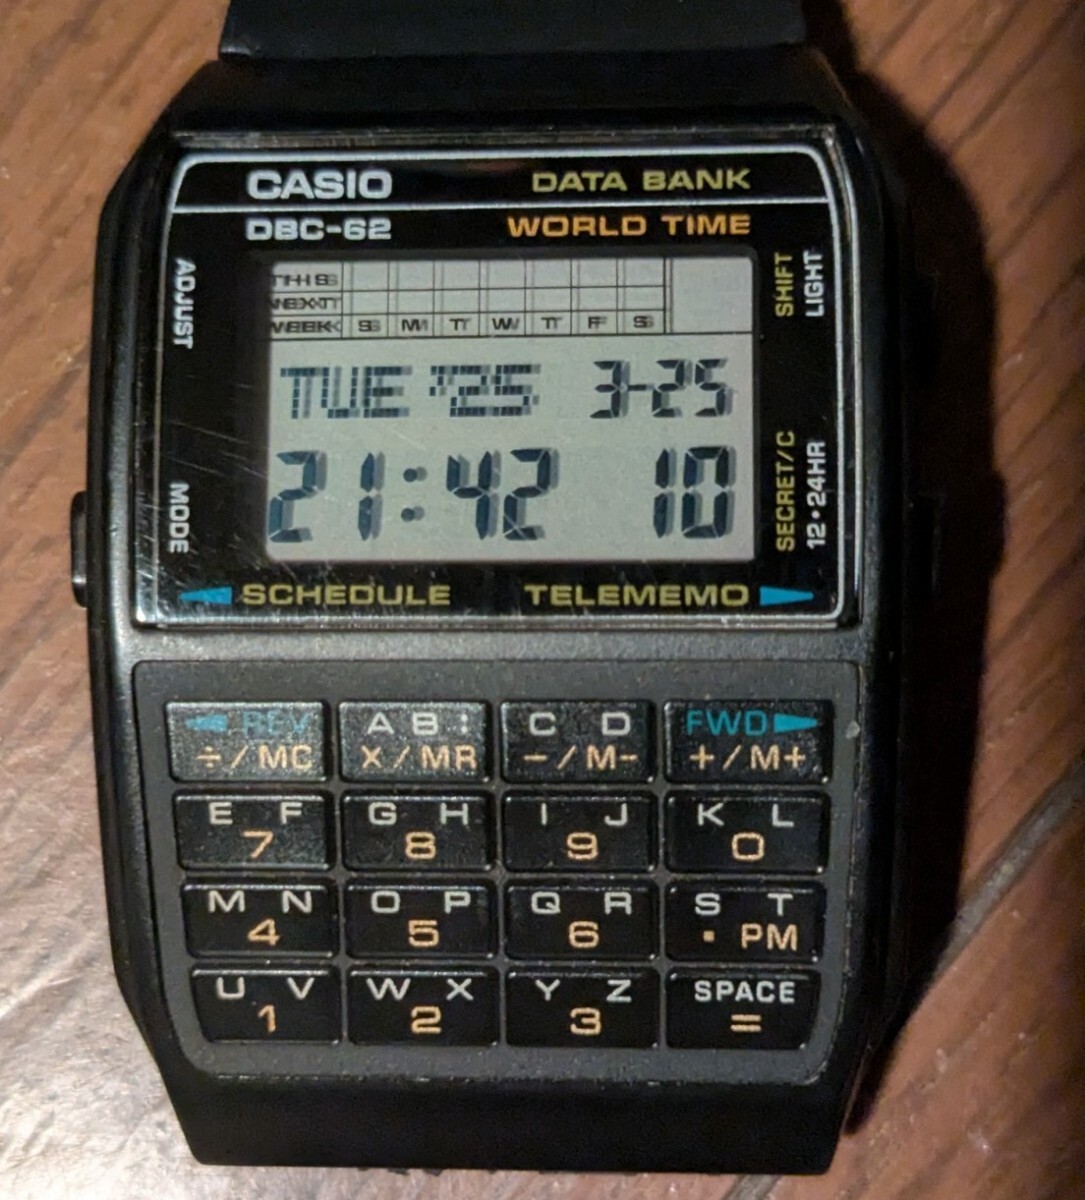 CASIO DATA BANK
DBC-62 WORLD TIME
ADJUST
MODE
SHIFT
LIGHT
SECRET/C
12•24HR
THIS
NEXT
WEEK S M T W T F S
TUE '25 3-25
21:42 10
◀ SCHEDULE TELEMEMO ▶
◀ REV A B : C D FWD ▶
÷/MC X/MR −/M- +/M+
E F G H I J K L
7 8 9 0
M N O P Q R S T
4 5 6 ▪ PM
U V W X Y Z SPACE
1 2 3 =